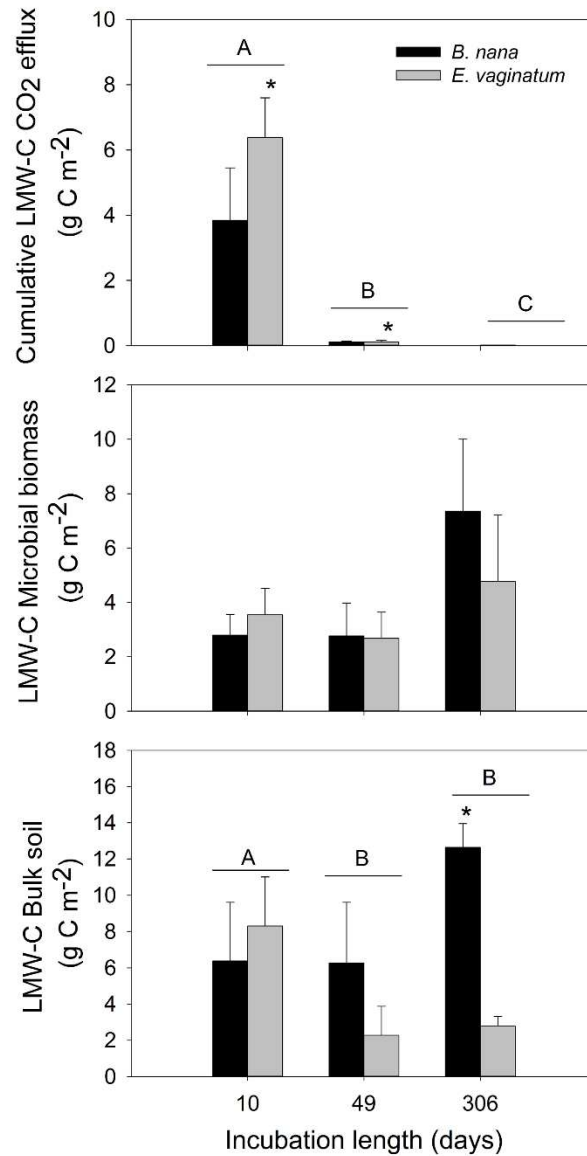 Cumulative LMW-C CO2 efflux
(g C m-2)
10
8
6
4
2
0
A
*
B
*
C
B. nana
E. vaginatum
LMW-C Microbial biomass
(g C m-2)
12
10
8
6
4
2
0
LMW-C Bulk soil
(g C m-2)
18
16
14
12
10
8
6
4
2
0
A
B
B
*
10 49 306
Incubation length (days)